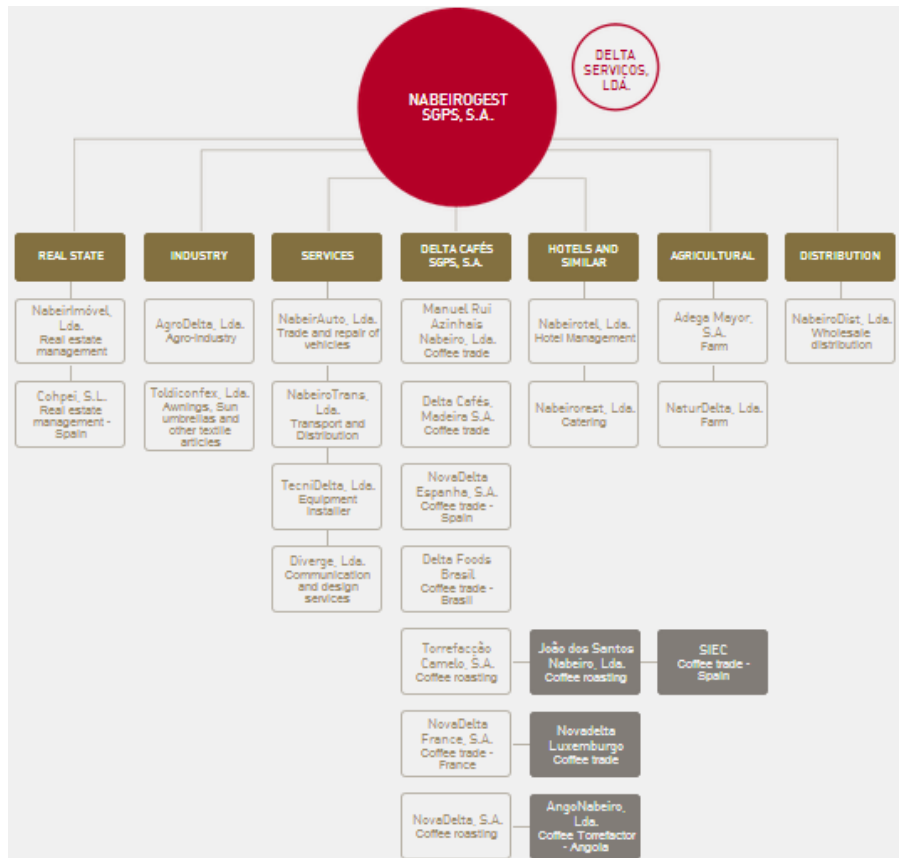 NABEIROGEST
SGPS, S.A.
DELTA
SERVIÇOS,
LDÁ.
REAL STATE
INDUSTRY
SERVICES
DELTA CAFÉS
SGPS, S.A.
HOTELS AND
SIMILAR
AGRICULTURAL
DISTRIBUTION
NabeirImóvel,
Lda.
Real estate
management
AgroDelta, Lda.
Agro-Industry
NabeirAuto, Lda.
Trade and repair of
vehicles
Manuel Rui
Azinhais
Nabeiro, Lda.
Coffee trade
Nabeirotel, Lda.
Hotel Management
Adega Mayor,
S.A.
Farm
NabeiroDist, Lda.
Wholesale
distribution
Cohpei, S.L.
Real estate
management -
Spain
Toldiconfex, Lda.
Awnings, Sun
umbrellas and
other textile
articles
NabeiroTrans,
Lda.
Transport and
Distribution
Delta Cafés,
Madeira S.A.
Coffee trade
Nabeirorest, Lda.
Catering
NaturDelta, Lda.
Farm
TecniDelta, Lda.
Equipment
Installer
NovaDelta
Espanha, S.A.
Coffee trade -
Spain
Diverge, Lda.
Communication
and design
services
Delta Foods
Brasil
Coffee trade -
Brasil
Torrefacção
Camelo, S.A.
Coffee roasting
João dos Santos
Nabeiro, Lda.
Coffee roasting
SIEC
Coffee trade -
Spain
NovaDelta
France, S.A.
Coffee trade -
France
Novadelta
Luxemburgo
Coffee trade
NovaDelta, S.A.
Coffee roasting
AngoNabeiro,
Lda.
Coffee Torrefactor
- Angola